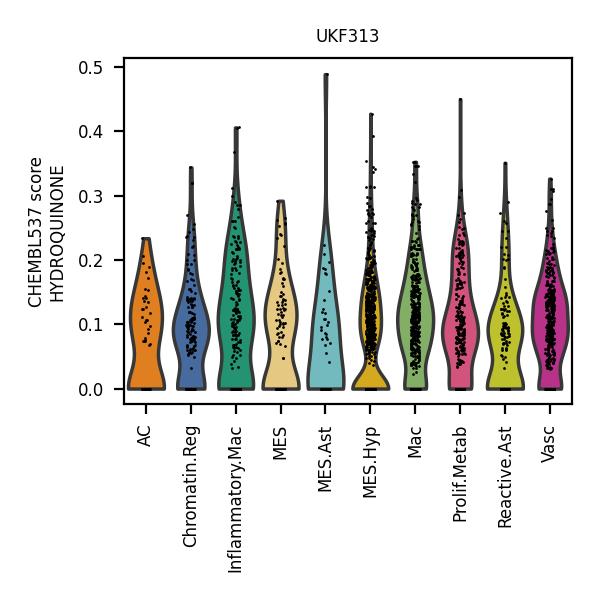 UKF313
CHEMBL537 score
HYDROQUINONE
0.5
0.4
0.3
0.2
0.1
0.0
AC
Chromatin.Reg
Inflammatory.Mac
MES
MES.Ast
MES.Hyp
Mac
Prolif.Metab
Reactive.Ast
Vasc